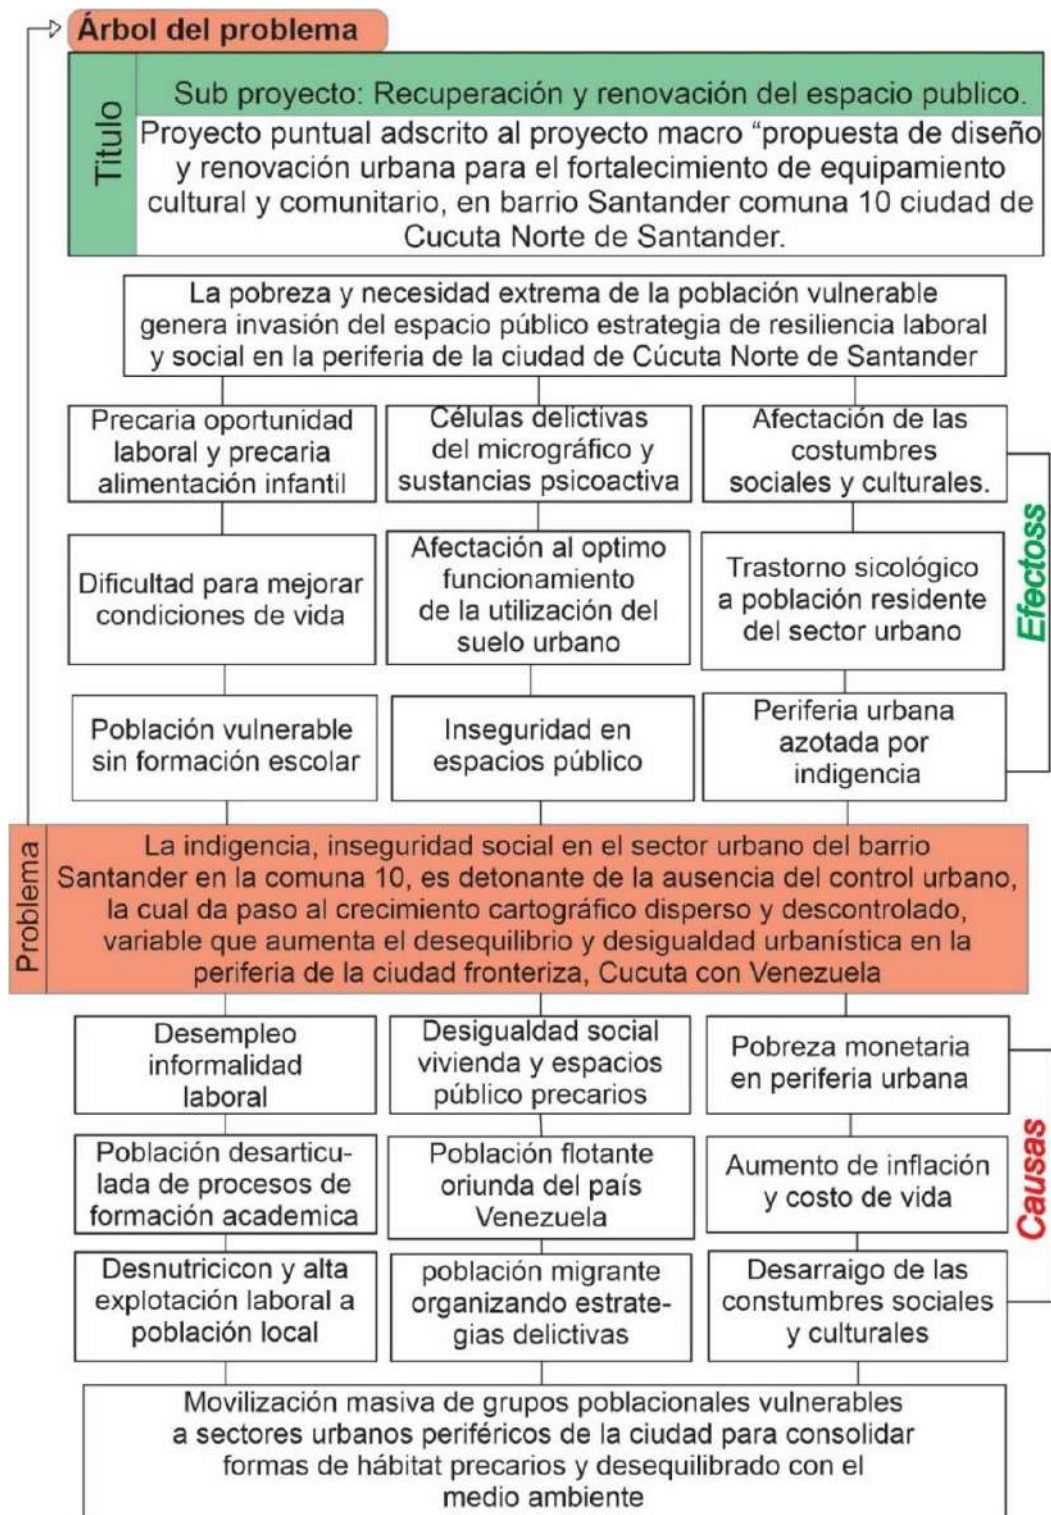 Árbol del problema
Titulo
Sub proyecto: Recuperación y renovación del espacio publico.
Proyecto puntual adscrito al proyecto macro “propuesta de diseño
y renovación urbana para el fortalecimiento de equipamiento
cultural y comunitario, en barrio Santander comuna 10 ciudad de
Cucuta Norte de Santander.
La pobreza y necesidad extrema de la población vulnerable
genera invasión del espacio público estrategia de resiliencia laboral
y social en la periferia de la ciudad de Cúcuta Norte de Santander
Precaria oportunidad
laboral y precaria
alimentación infantil
Células delictivas
del micrográfico y
sustancias psicoactiva
Afectación de las
costumbres
sociales y culturales.
Dificultad para mejorar
condiciones de vida
Afectación al optimo
funcionamiento
de la utilización del
suelo urbano
Trastorno sicológico
a población residente
del sector urbano
Población vulnerable
sin formación escolar
Inseguridad en
espacios público
Periferia urbana
azotada por
indigencia
Efectoss
Problema
La indigencia, inseguridad social en el sector urbano del barrio
Santander en la comuna 10, es detonante de la ausencia del control urbano,
la cual da paso al crecimiento cartográfico disperso y descontrolado,
variable que aumenta el desequilibrio y desigualdad urbanística en la
periferia de la ciudad fronteriza, Cucuta con Venezuela
Desempleo
informalidad
laboral
Desigualdad social
vivienda y espacios
público precarios
Pobreza monetaria
en periferia urbana
Población desarticu-
lada de procesos de
formación academica
Población flotante
oriunda del país
Venezuela
Aumento de inflación
y costo de vida
Desnutricicon y alta
explotación laboral a
población local
población migrante
organizando estrate-
gias delictivas
Desarraigo de las
constumbres sociales
y culturales
Causas
Movilización masiva de grupos poblacionales vulnerables
a sectores urbanos periféricos de la ciudad para consolidar
formas de hábitat precarios y desequilibrado con el
medio ambiente